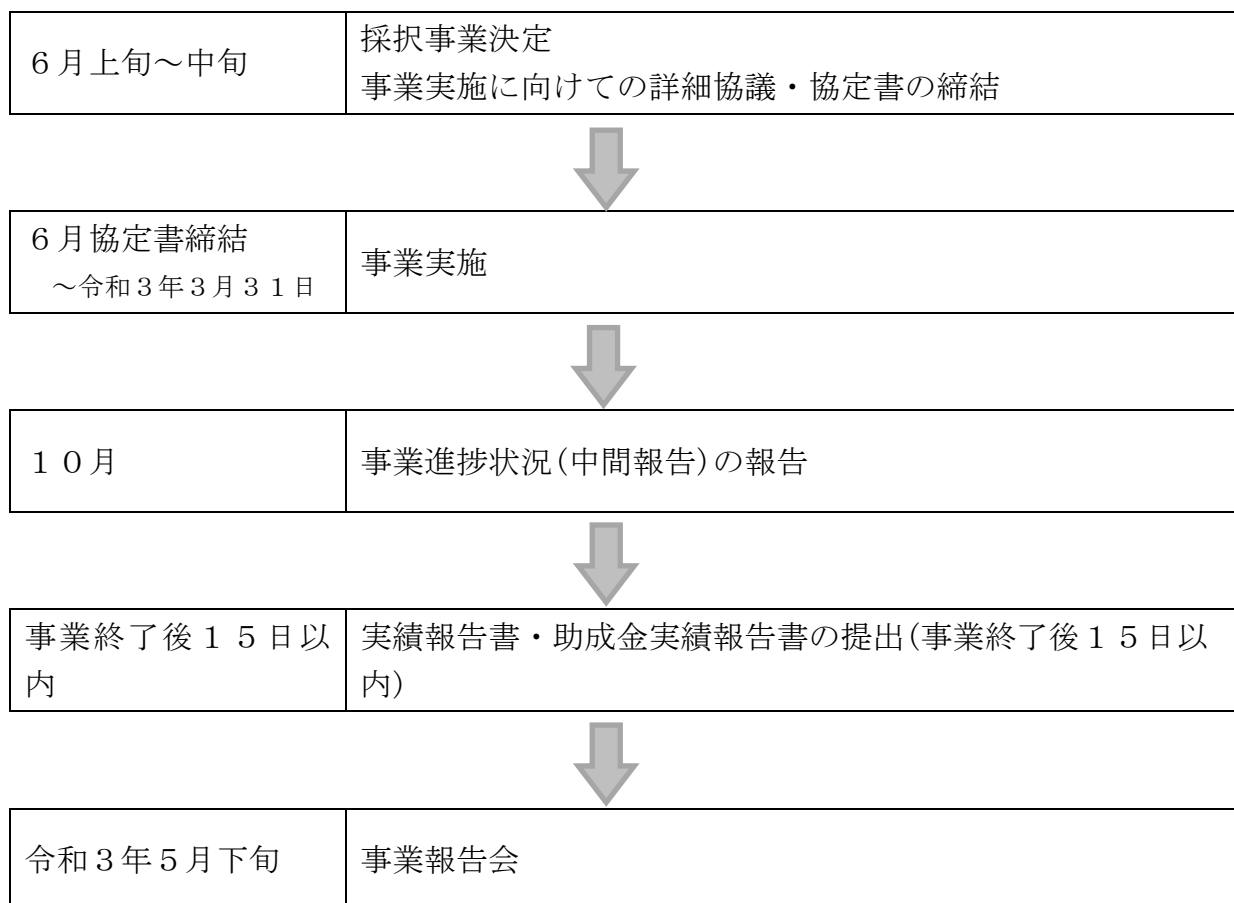 ６月上旬～中旬
採択事業決定
事業実施に向けての詳細協議・協定書の締結
６月協定書締結
～令和３年３月３１日
事業実施
１０月
事業進捗状況(中間報告)の報告
事業終了後１５日以
内
実績報告書・助成金実績報告書の提出(事業終了後１５日以
内)
令和３年５月下旬
事業報告会